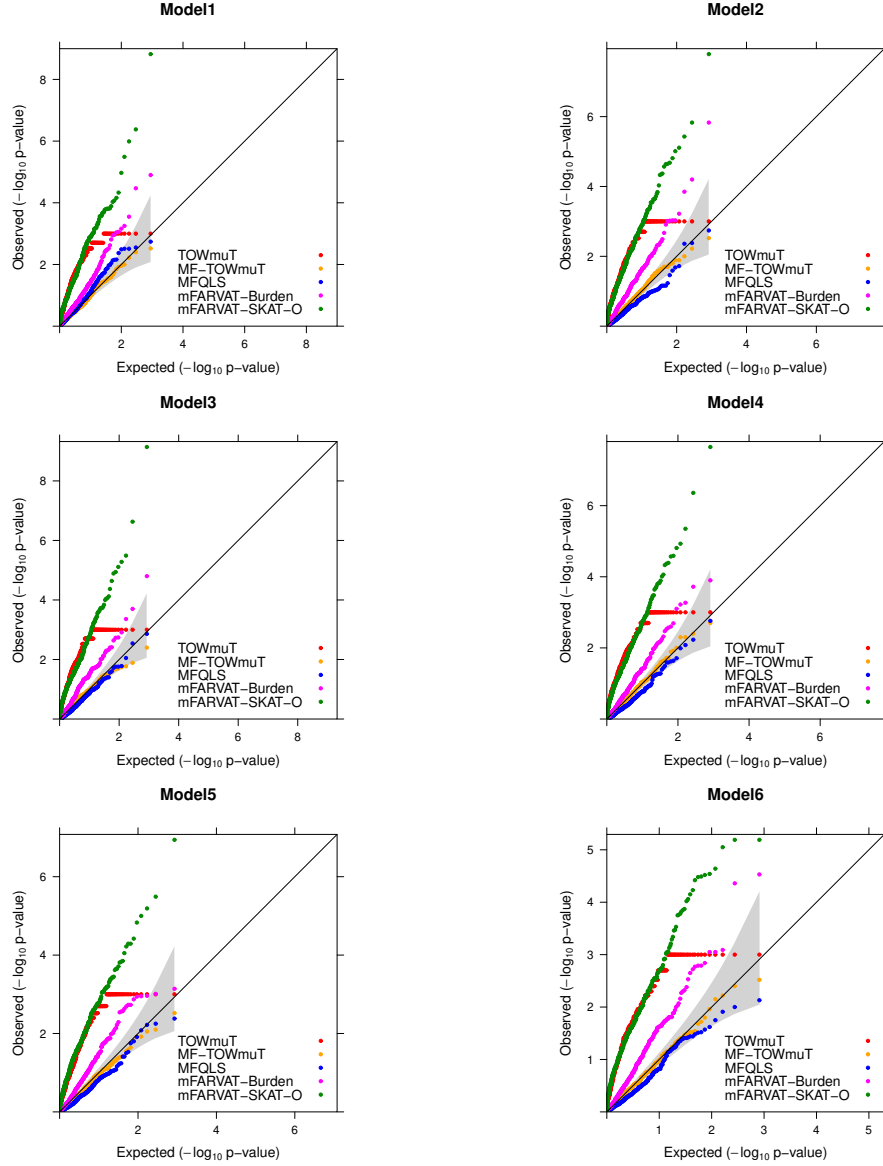 Model1
Observed (−log10 p−value)
8
6
4
2
TOWmuT
MF−TOWmuT
MFQLS
mFARVAT−Burden
mFARVAT−SKAT−O
2 4 6 8
Expected (−log10 p−value)
Model2
Observed (−log10 p−value)
6
4
2
TOWmuT
MF−TOWmuT
MFQLS
mFARVAT−Burden
mFARVAT−SKAT−O
2 4 6
Expected (−log10 p−value)
Model3
Observed (−log10 p−value)
8
6
4
2
TOWmuT
MF−TOWmuT
MFQLS
mFARVAT−Burden
mFARVAT−SKAT−O
2 4 6 8
Expected (−log10 p−value)
Model4
Observed (−log10 p−value)
6
4
2
TOWmuT
MF−TOWmuT
MFQLS
mFARVAT−Burden
mFARVAT−SKAT−O
2 4 6
Expected (−log10 p−value)
Model5
Observed (−log10 p−value)
6
4
2
TOWmuT
MF−TOWmuT
MFQLS
mFARVAT−Burden
mFARVAT−SKAT−O
2 4 6
Expected (−log10 p−value)
Model6
Observed (−log10 p−value)
5
4
3
2
1
TOWmuT
MF−TOWmuT
MFQLS
mFARVAT−Burden
mFARVAT−SKAT−O
1 2 3 4 5
Expected (−log10 p−value)